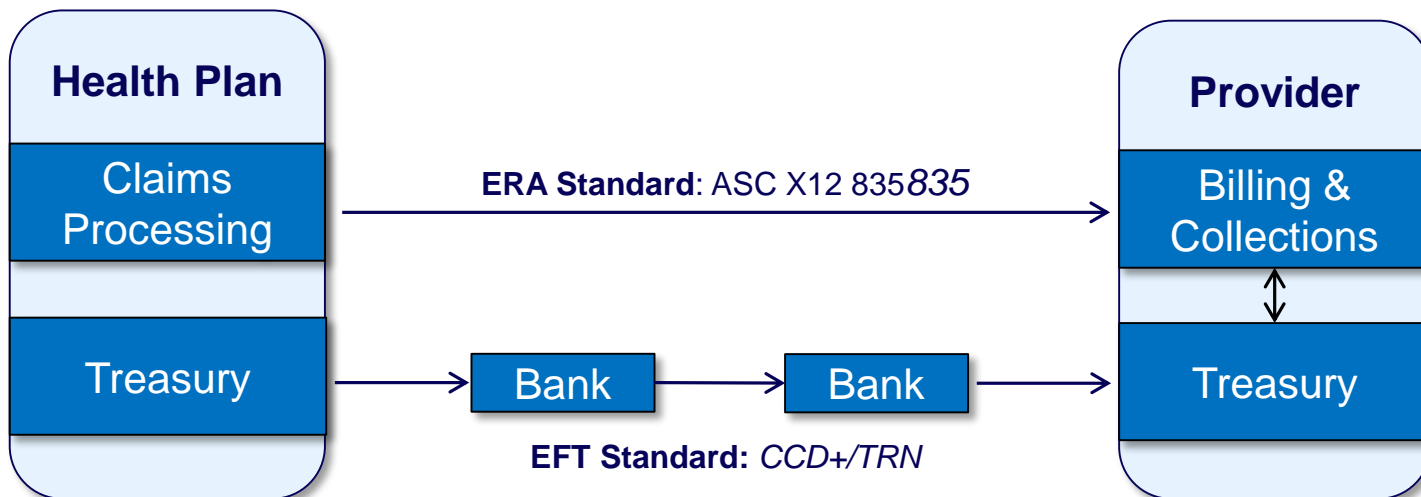 Health Plan
Claims
Processing
Treasury
ERA Standard: ASC X12 835835
Bank
Bank
EFT Standard: CCD+/TRN
Provider
Billing &
Collections
Treasury